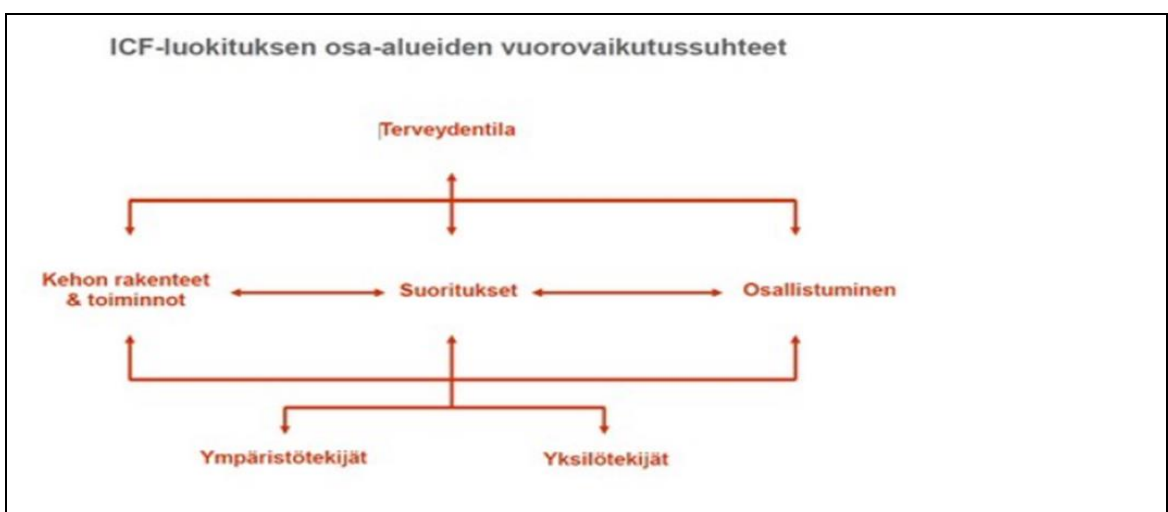 ICF-luokituksen osa-alueiden vuorovaikutussuhteet
Terveydentila
Kehon rakenteet
& toiminnot
Suoritukset
Osallistuminen
Ympäristötekijät
Yksilötekijät